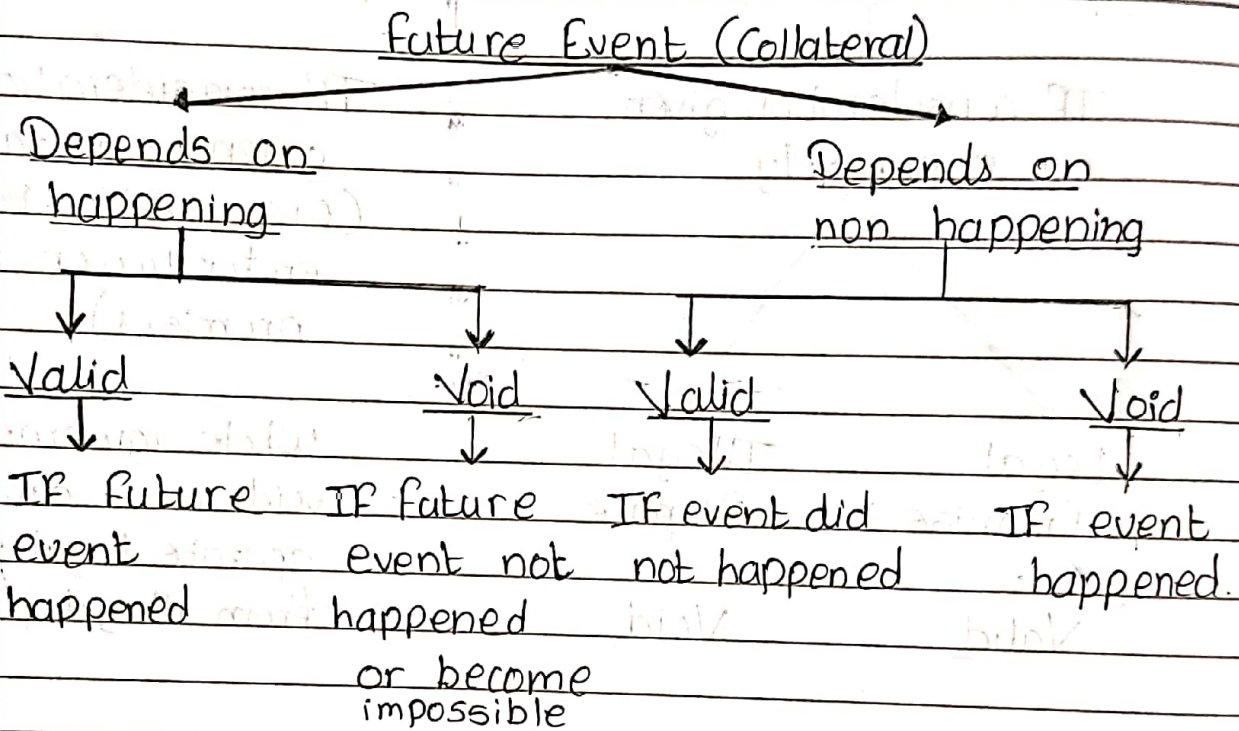 Future Event (Collateral)
Depends on
happening
Depends on
non happening
Valid
Void
Valid
Void
IF future
event
happened
IF future
event not
happened
or become
impossible
IF event did
not happened
IF event
happened.